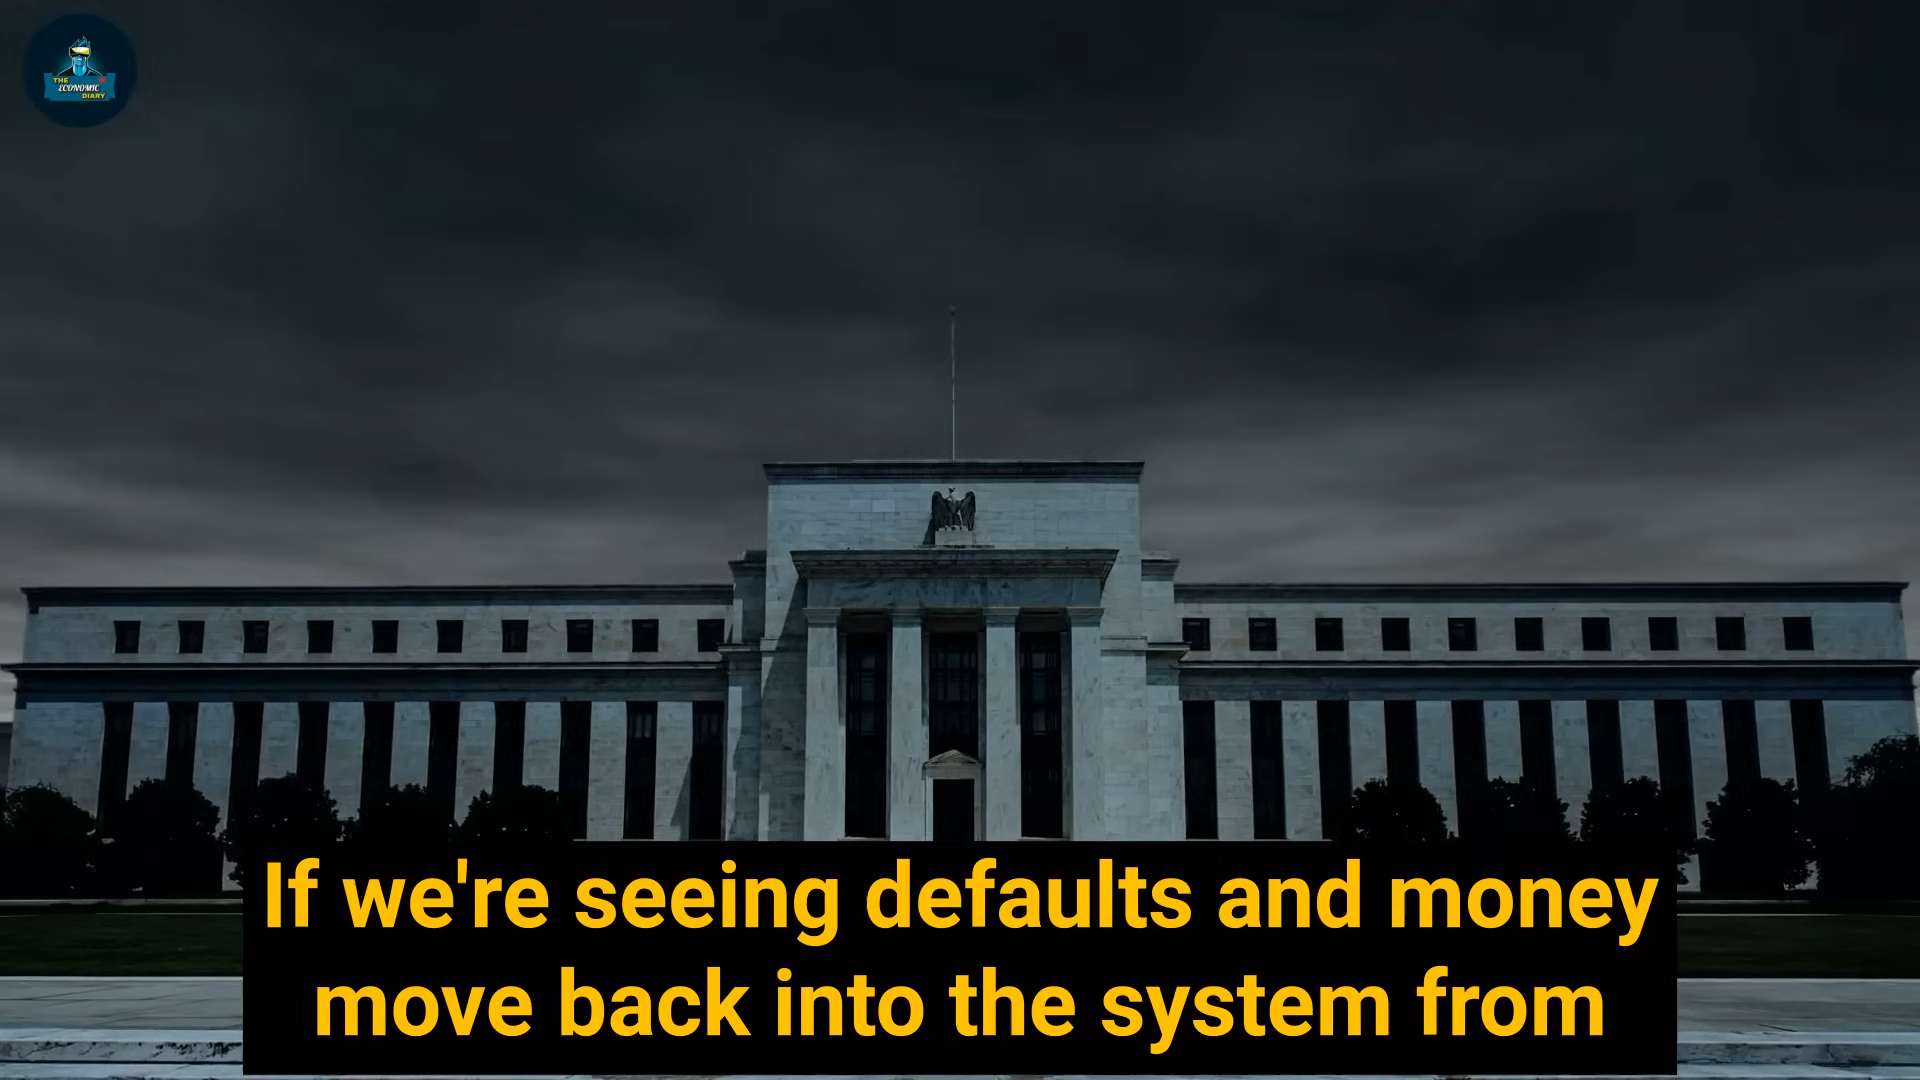 THE
ECONOMIC
DIARY
If we're seeing defaults and money
move back into the system from